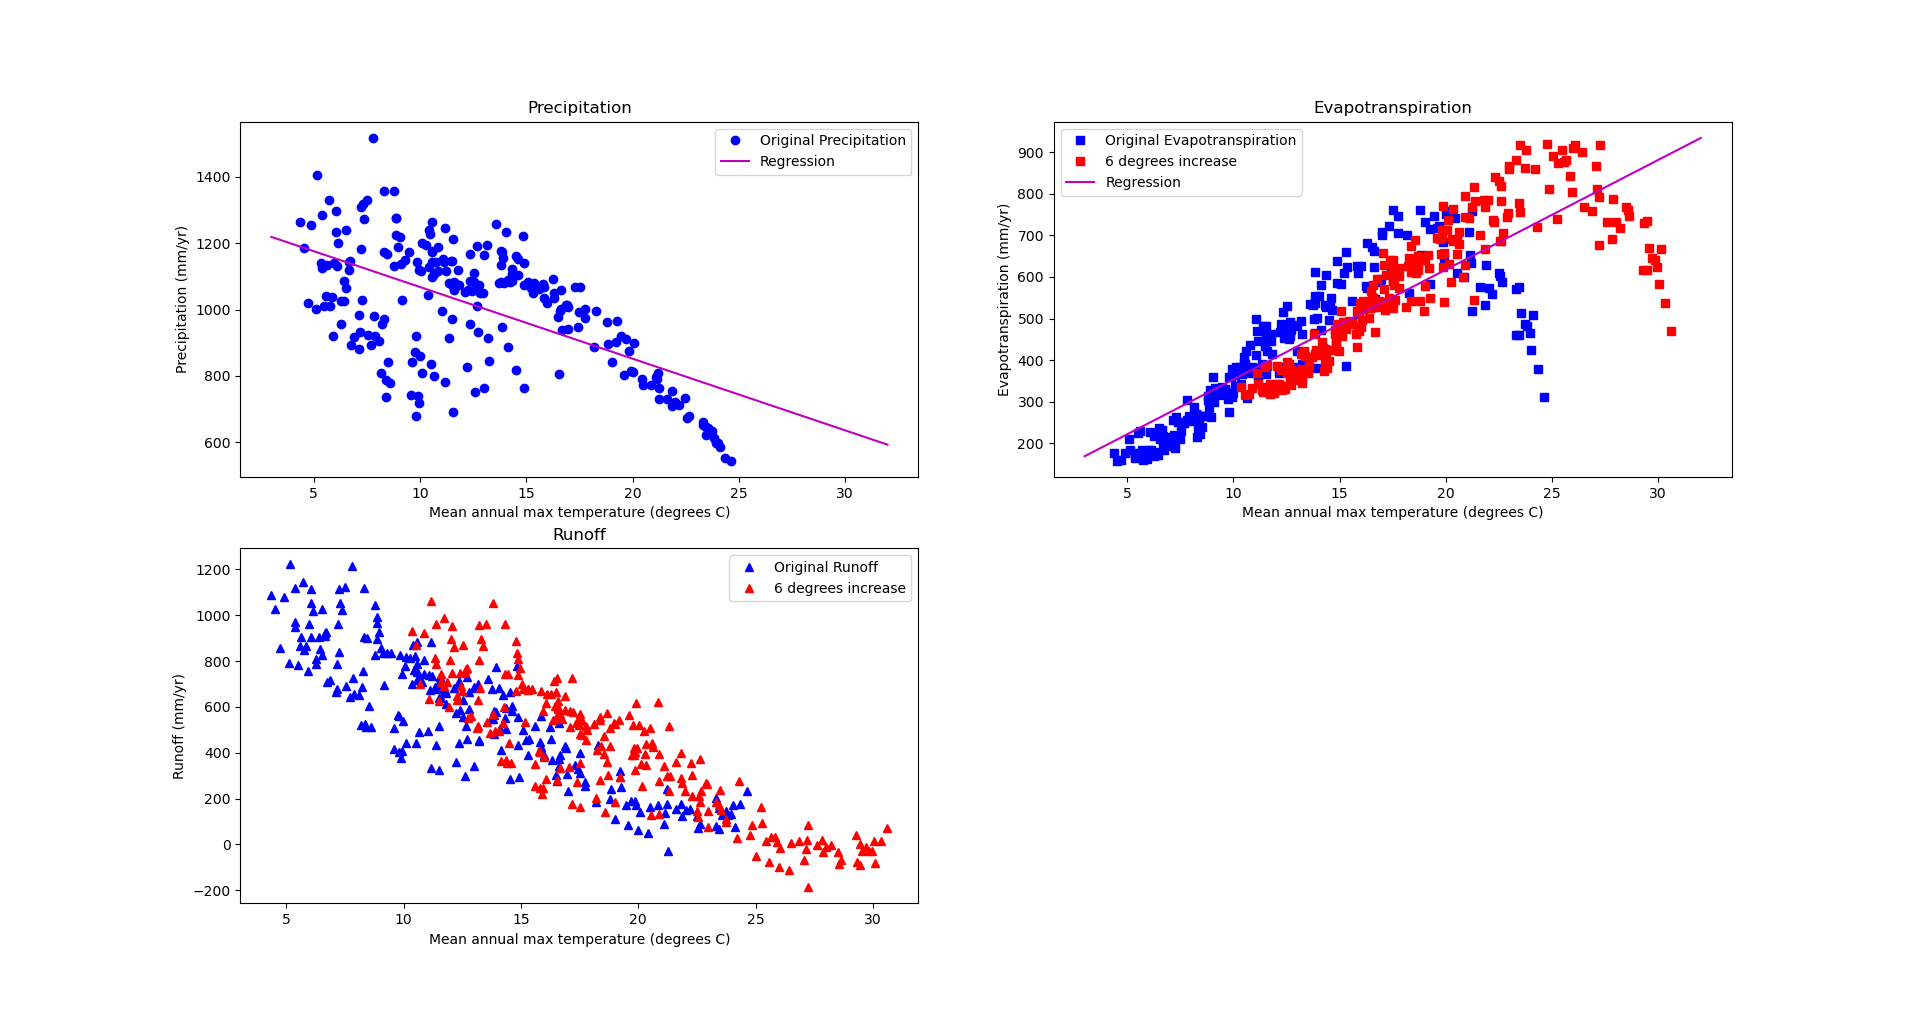 Precipitation
Original Precipitation
Regression
1400
1200
1000
800
600
Precipitation (mm/yr)
5 10 15 20 25 30
Mean annual max temperature (degrees C)
Evapotranspiration
Original Evapotranspiration
6 degrees increase
Regression
900
800
700
600
500
400
300
200
Evapotranspiration (mm/yr)
5 10 15 20 25 30
Mean annual max temperature (degrees C)
Runoff
Original Runoff
6 degrees increase
1200
1000
800
600
400
200
0
−200
Runoff (mm/yr)
5 10 15 20 25 30
Mean annual max temperature (degrees C)